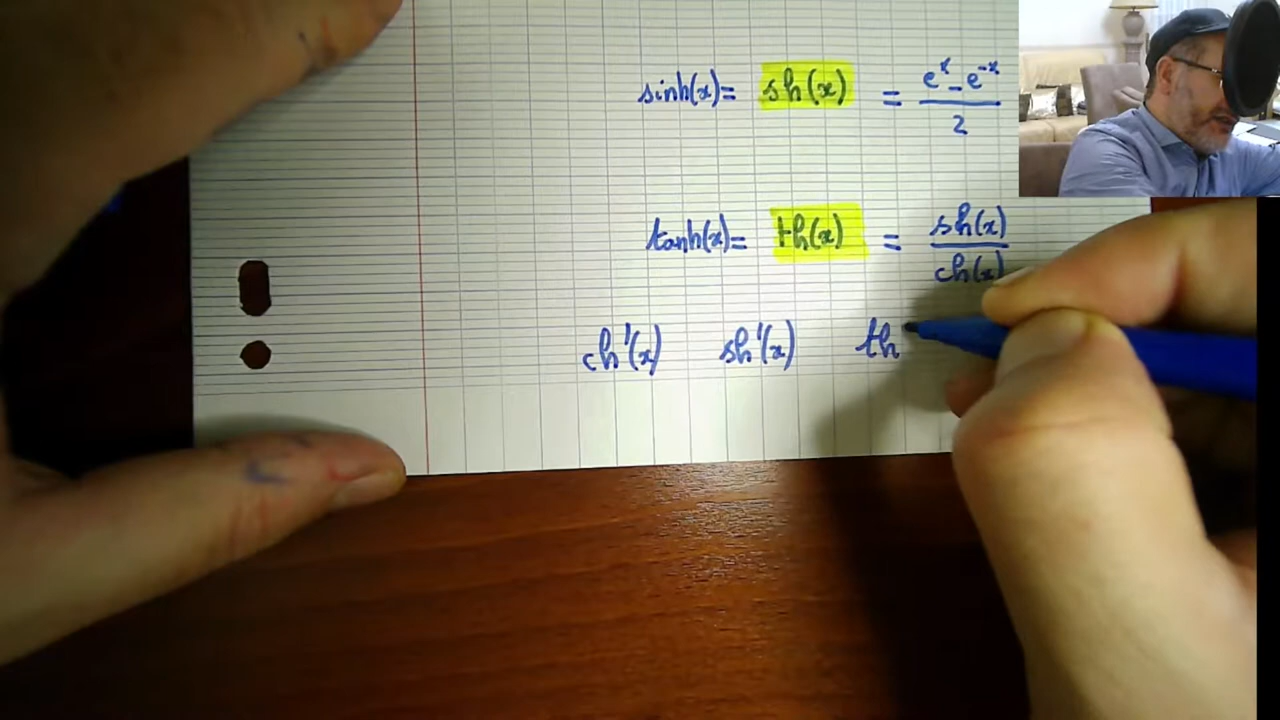 sinh(x) = sh(x) = (e^x - e^-x)/2
tanh(x) = th(x) = sh(x)/ch(x)
ch'(x) sh'(x) th